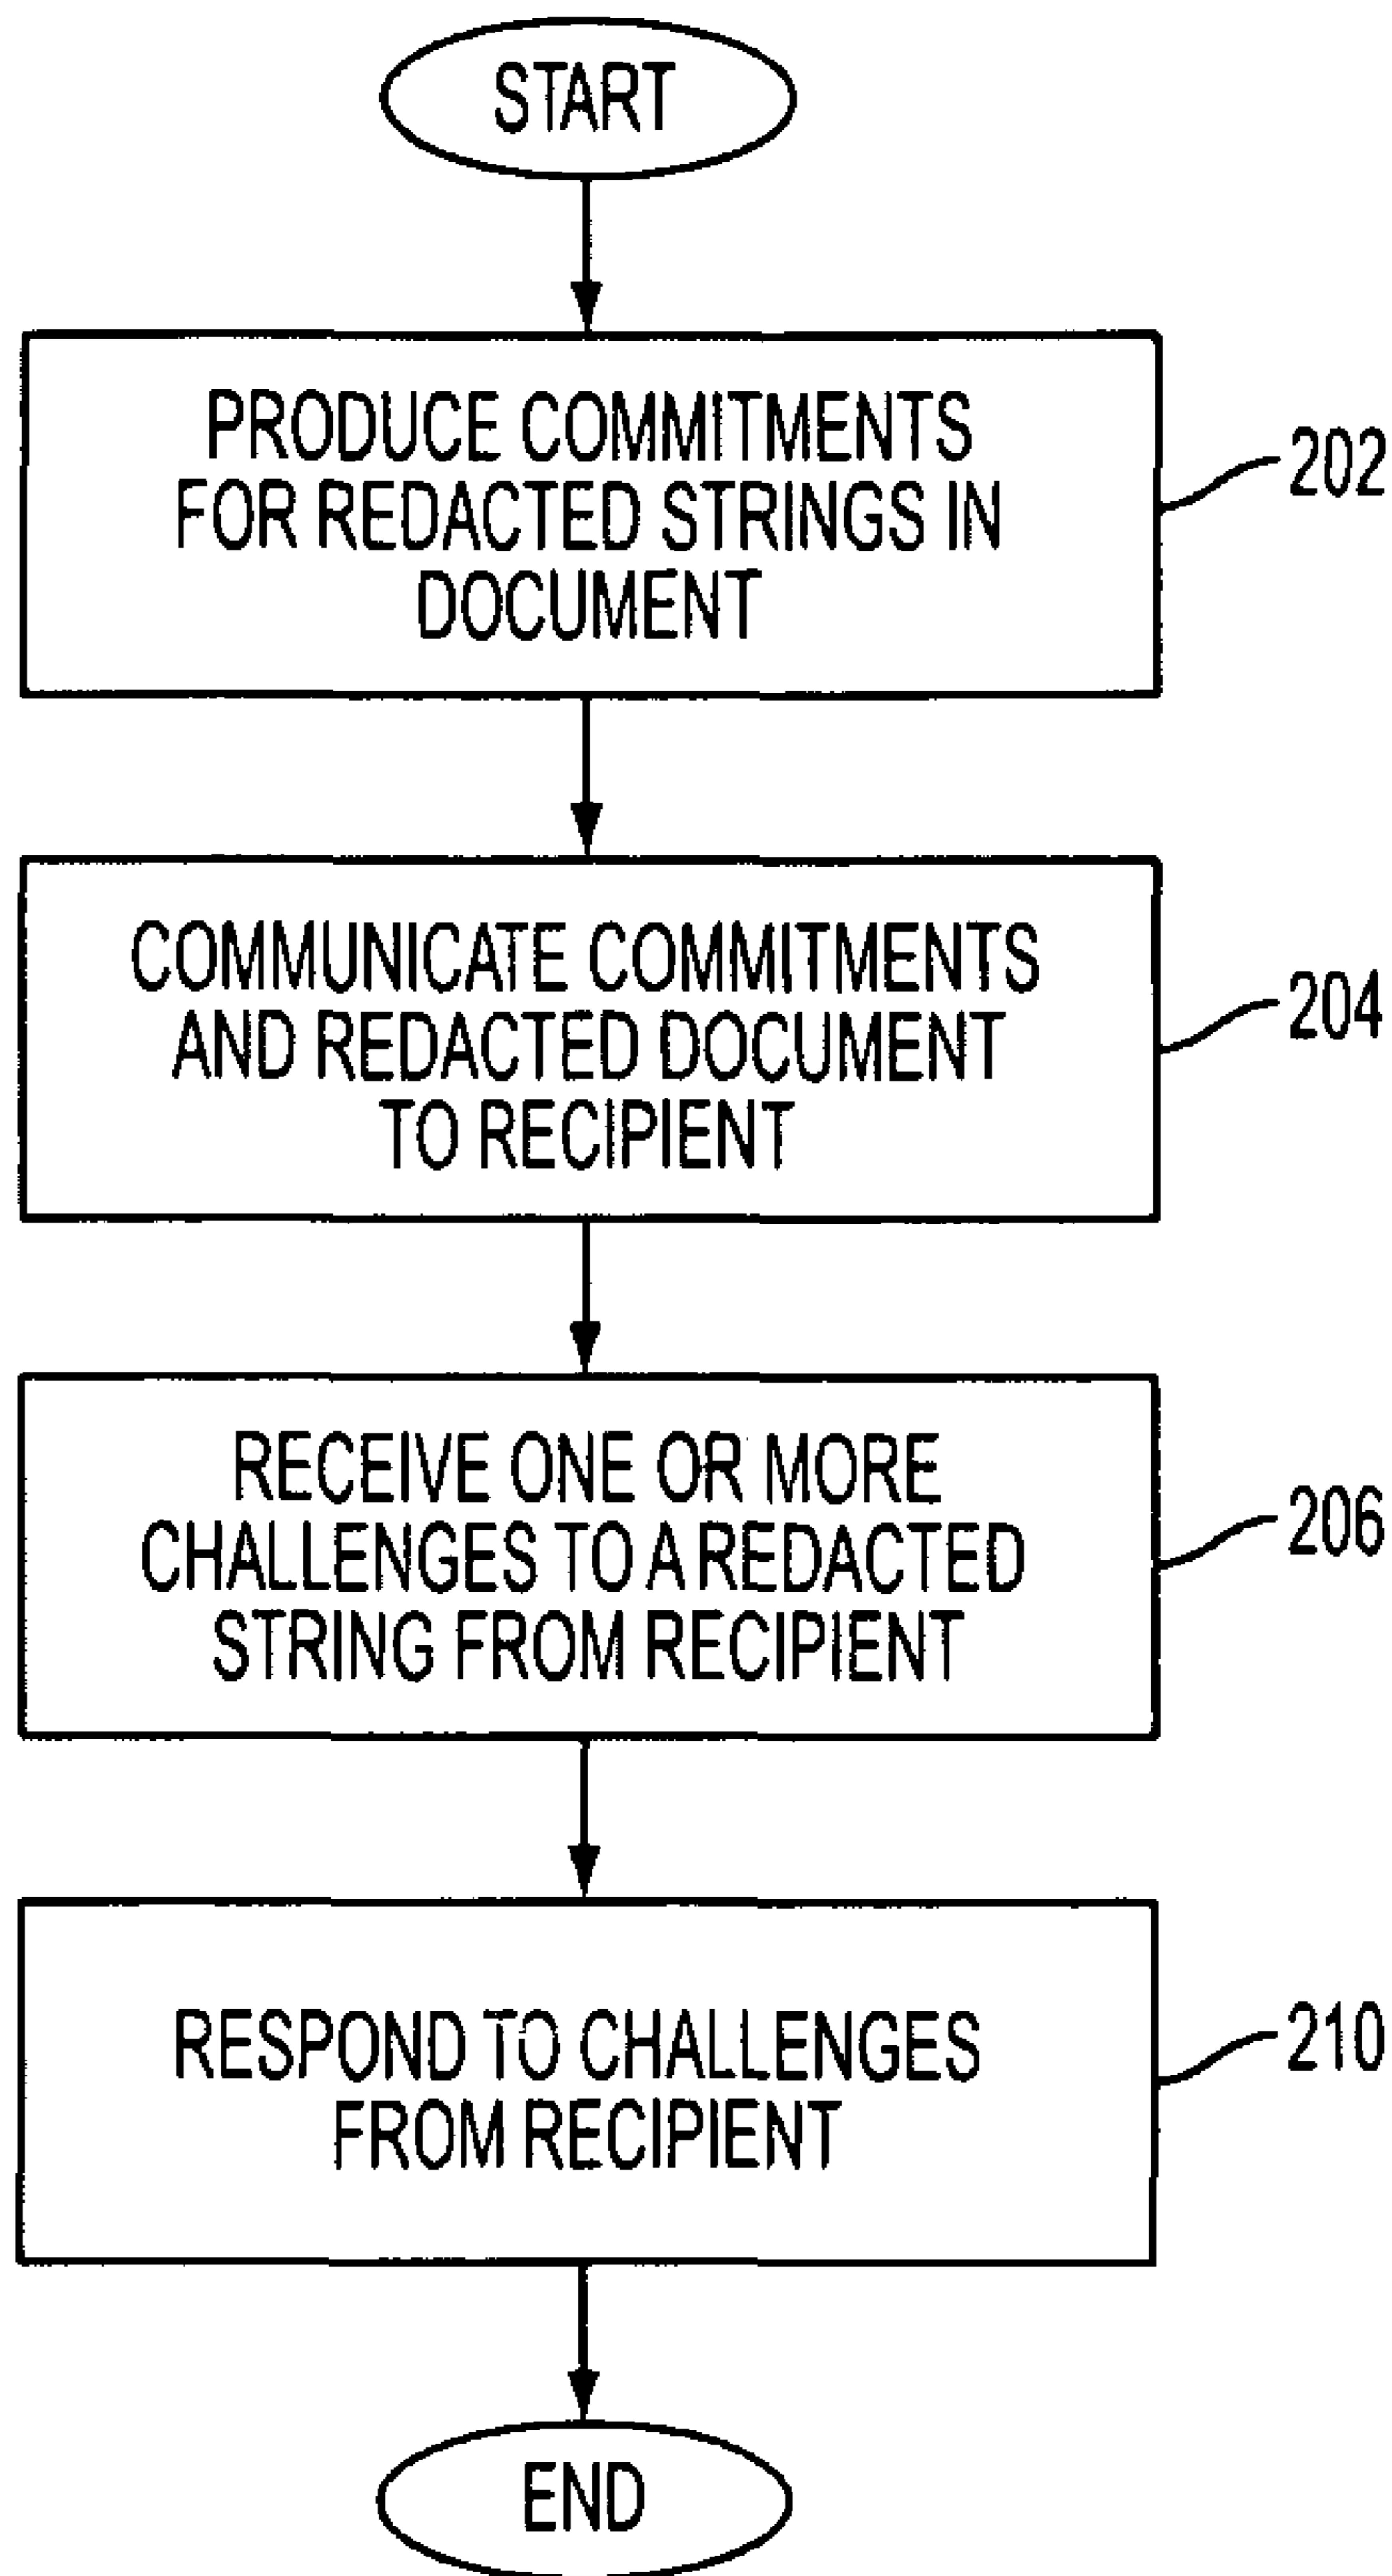 START
PRODUCE COMMITMENTS
FOR REDACTED STRINGS IN
DOCUMENT
202
COMMUNICATE COMMITMENTS
AND REDACTED DOCUMENT
TO RECIPIENT
204
RECEIVE ONE OR MORE
CHALLENGES TO A REDACTED
STRING FROM RECIPIENT
206
RESPOND TO CHALLENGES
FROM RECIPIENT
210
END